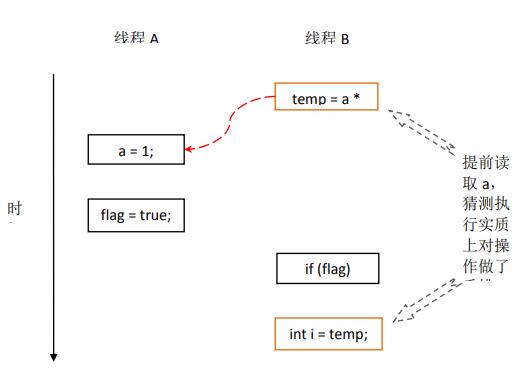 线程 A
线程 B
temp = a *
a = 1;
flag = true;
if (flag)
int i = temp;
时
提前读
取 a，
猜测执
行实质
上对操
作做了